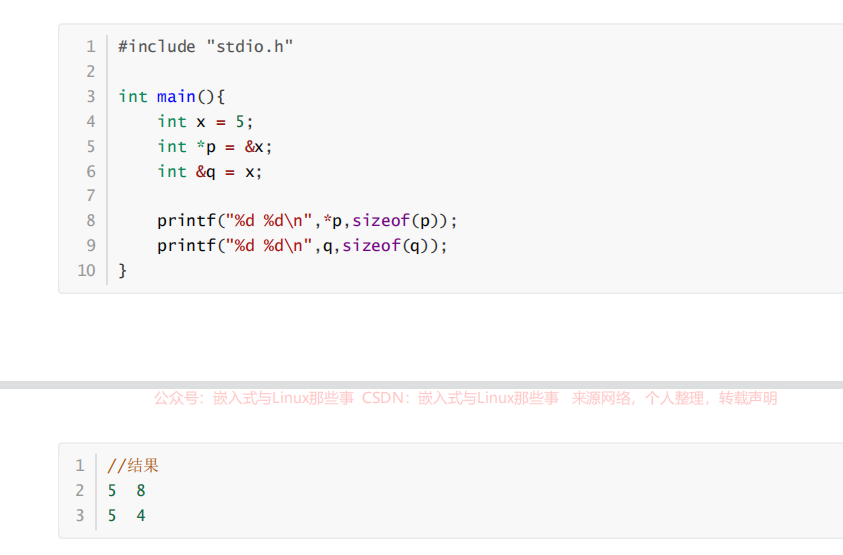 1 #include "stdio.h"
2
3 int main(){
4     int x = 5;
5     int *p = &x;
6     int &q = x;
7
8     printf("%d %d\n",*p,sizeof(p));
9     printf("%d %d\n",q,sizeof(q));
10 }
公众号：嵌入式与Linux那些事 CSDN：嵌入式与Linux那些事 来源网络，个人整理，转载声明
1 //结果
2 5  8
3 5  4